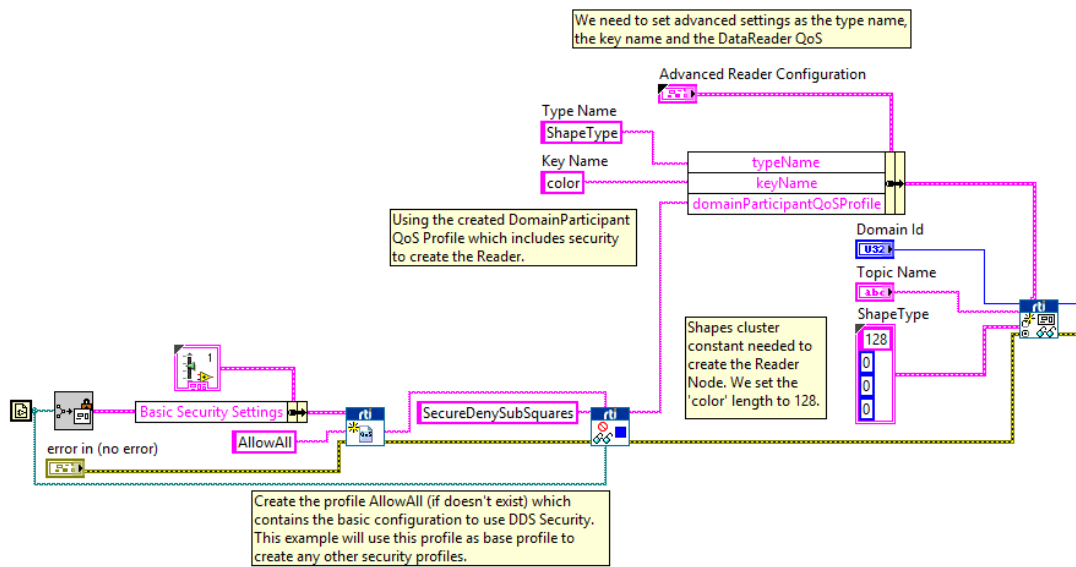 We need to set advanced settings as the type name,
the key name and the DataReader QoS
Advanced Reader Configuration
Type Name
ShapeType
Key Name
color
typeName
keyName
domainParticipantQoSProfile
Using the created DomainParticipant
QoS Profile which includes security
to create the Reader.
Domain Id
U32
Topic Name
abc
ShapeType
128
0
0
0
rti
Shapes cluster
constant needed to
create the Reader
Node. We set the
'color' length to 128.
1
Basic Security Settings
AllowAll
rti
QoS
SecureDenySubSquares
rti
error in (no error)
Create the profile AllowAll (if doesn't exist) which
contains the basic configuration to use DDS Security.
This example will use this profile as base profile to
create any other security profiles.